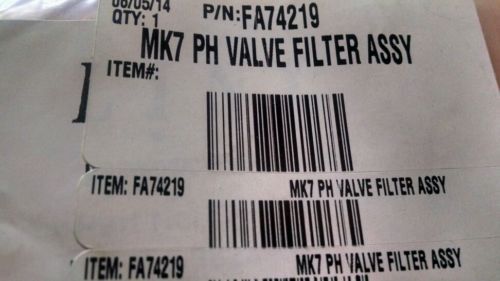 08/05/14 P/N:FA74219
QTY: 1
MK7 PH VALVE FILTER ASSY
ITEM#:
ITEM: FA74219 MK7 PH VALVE FILTER ASSY
ITEM: FA74219 MK7 PH VALVE FILTER ASSY